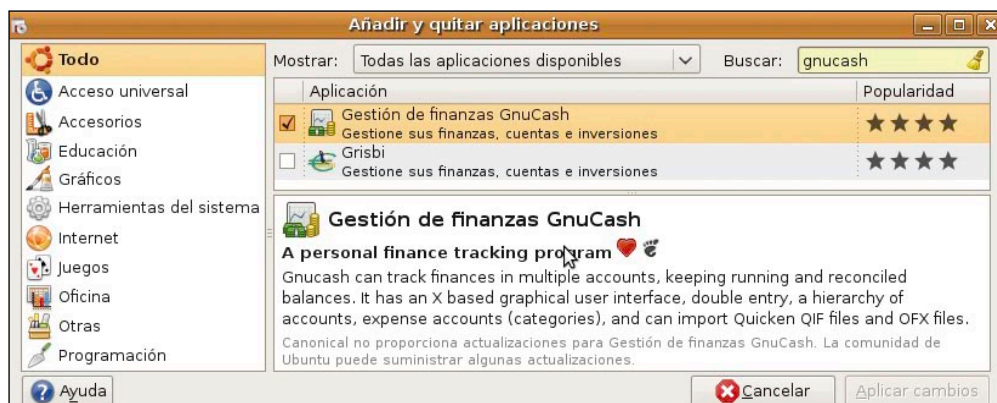 Añadir y quitar aplicaciones
Todo
Acceso universal
Accesorios
Educación
Gráficos
Herramientas del sistema
Internet
Juegos
Oficina
Otras
Programación
Mostrar: Todas las aplicaciones disponibles Buscar: gnucash
Aplicación Popularidad
Gestión de finanzas GnuCash
Gestione sus finanzas, cuentas e inversiones
Grisbi
Gestione sus finanzas, cuentas e inversiones
Gestión de finanzas GnuCash
A personal finance tracking program
Gnucash can track finances in multiple accounts, keeping running and reconciled
balances. It has an X based graphical user interface, double entry, a hierarchy of
accounts, expense accounts (categories), and can import Quicken QIF files and OFX files.
Canonical no proporciona actualizaciones para Gestión de finanzas GnuCash. La comunidad de
Ubuntu puede suministrar algunas actualizaciones.
Ayuda Cancelar Aplicar cambios